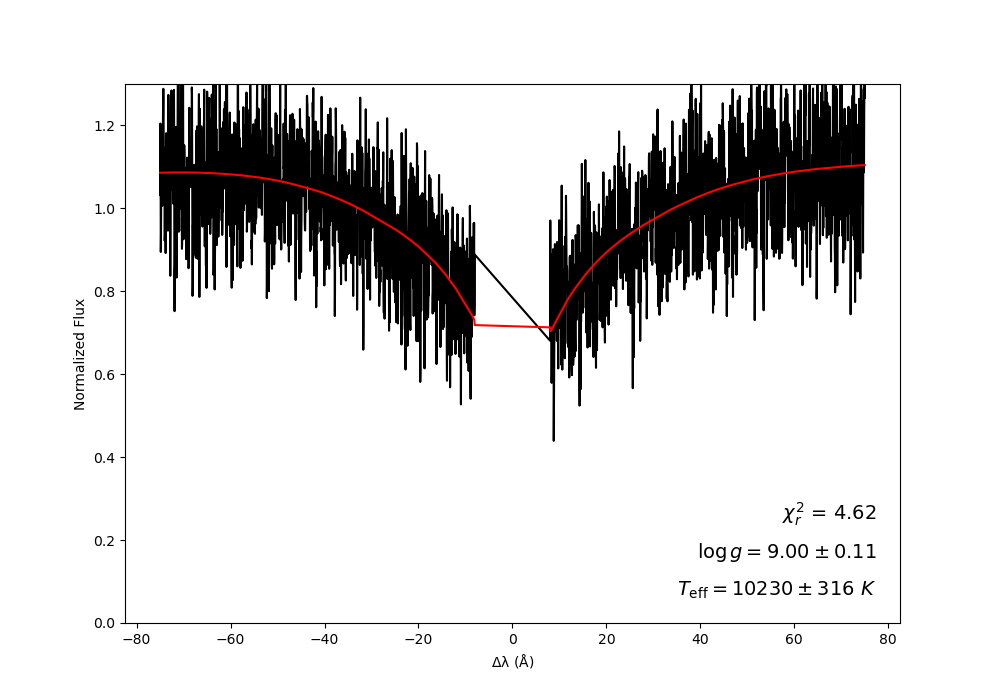 1.2
1.0
0.8
0.6
0.4
0.2
0.0
Normalized Flux
χ²ᵣ = 4.62
log g = 9.00 ± 0.11
T_eff = 10230 ± 316 K
−80 −60 −40 −20 0 20 40 60 80
Δλ (Å)